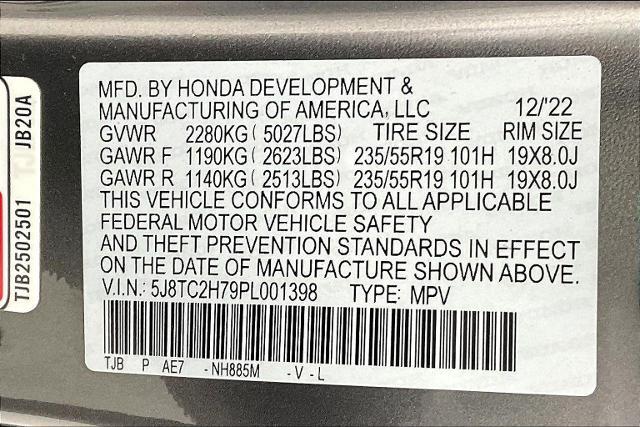 MFD. BY HONDA DEVELOPMENT &
MANUFACTURING OF AMERICA, LLC 12/'22
GVWR 2280KG( 5027LBS) TIRE SIZE RIM SIZE
GAWR F 1190KG( 2623LBS) 235/55R19 101H 19X8.0J
GAWR R 1140KG( 2513LBS) 235/55R19 101H 19X8.0J
THIS VEHICLE CONFORMS TO ALL APPLICABLE
FEDERAL MOTOR VEHICLE SAFETY
AND THEFT PREVENTION STANDARDS IN EFFECT
ON THE DATE OF MANUFACTURE SHOWN ABOVE.
V.I.N.: 5J8TC2H79PL001398 TYPE: MPV
TJB P AE7 -NH885M -V-L
TJB2502501 JB20A